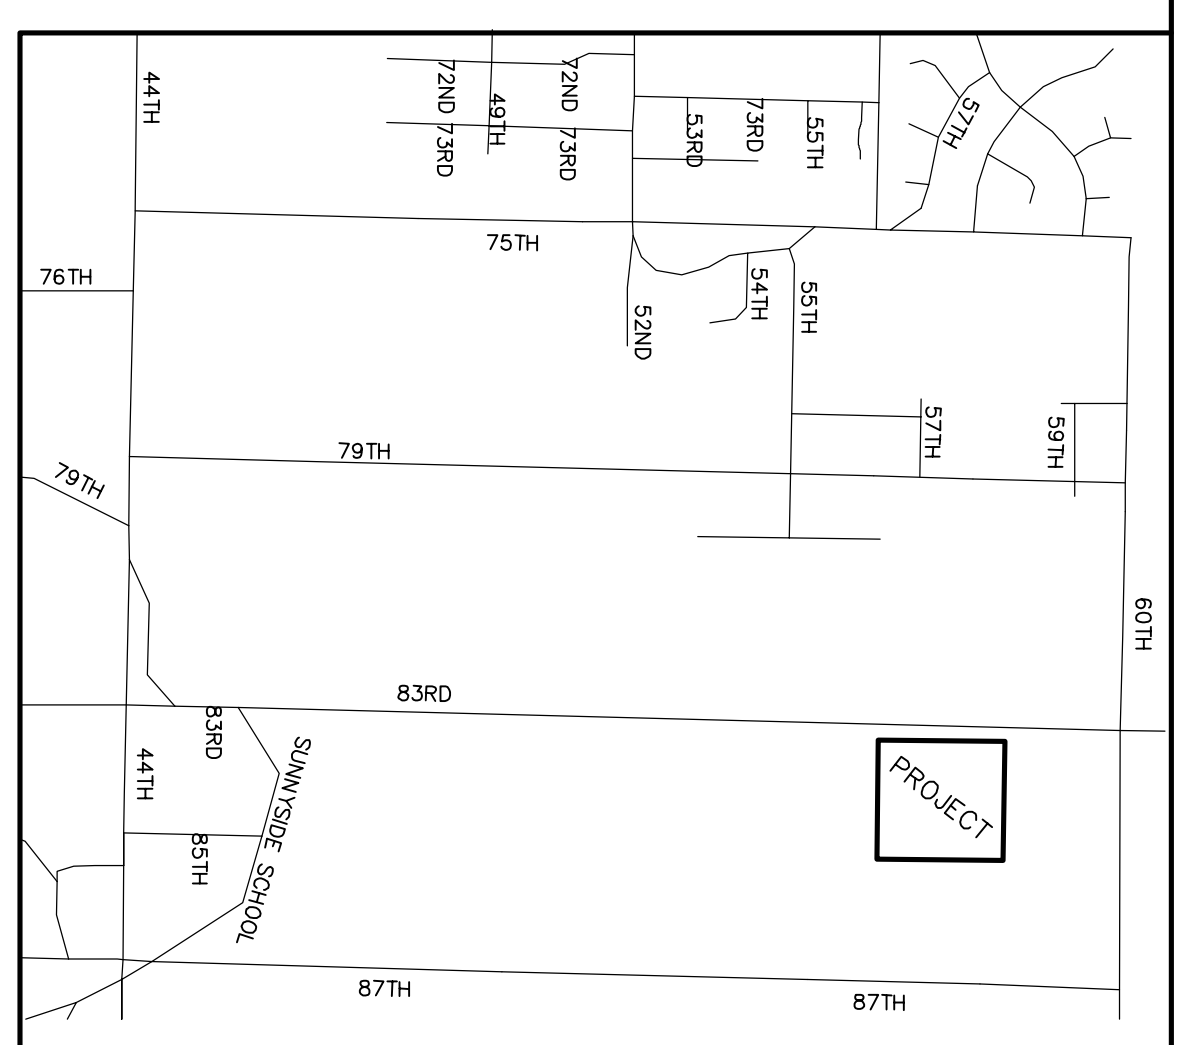 44TH
72ND
72ND
49TH
73RD
73RD
53RD
73RD
55TH
57TH
75TH
76TH
54TH
55TH
52ND
57TH
59TH
79TH
79TH
60TH
83RD
83RD
44TH
SUNNYSIDE SCHOOL
PROJECT
85TH
87TH
87TH